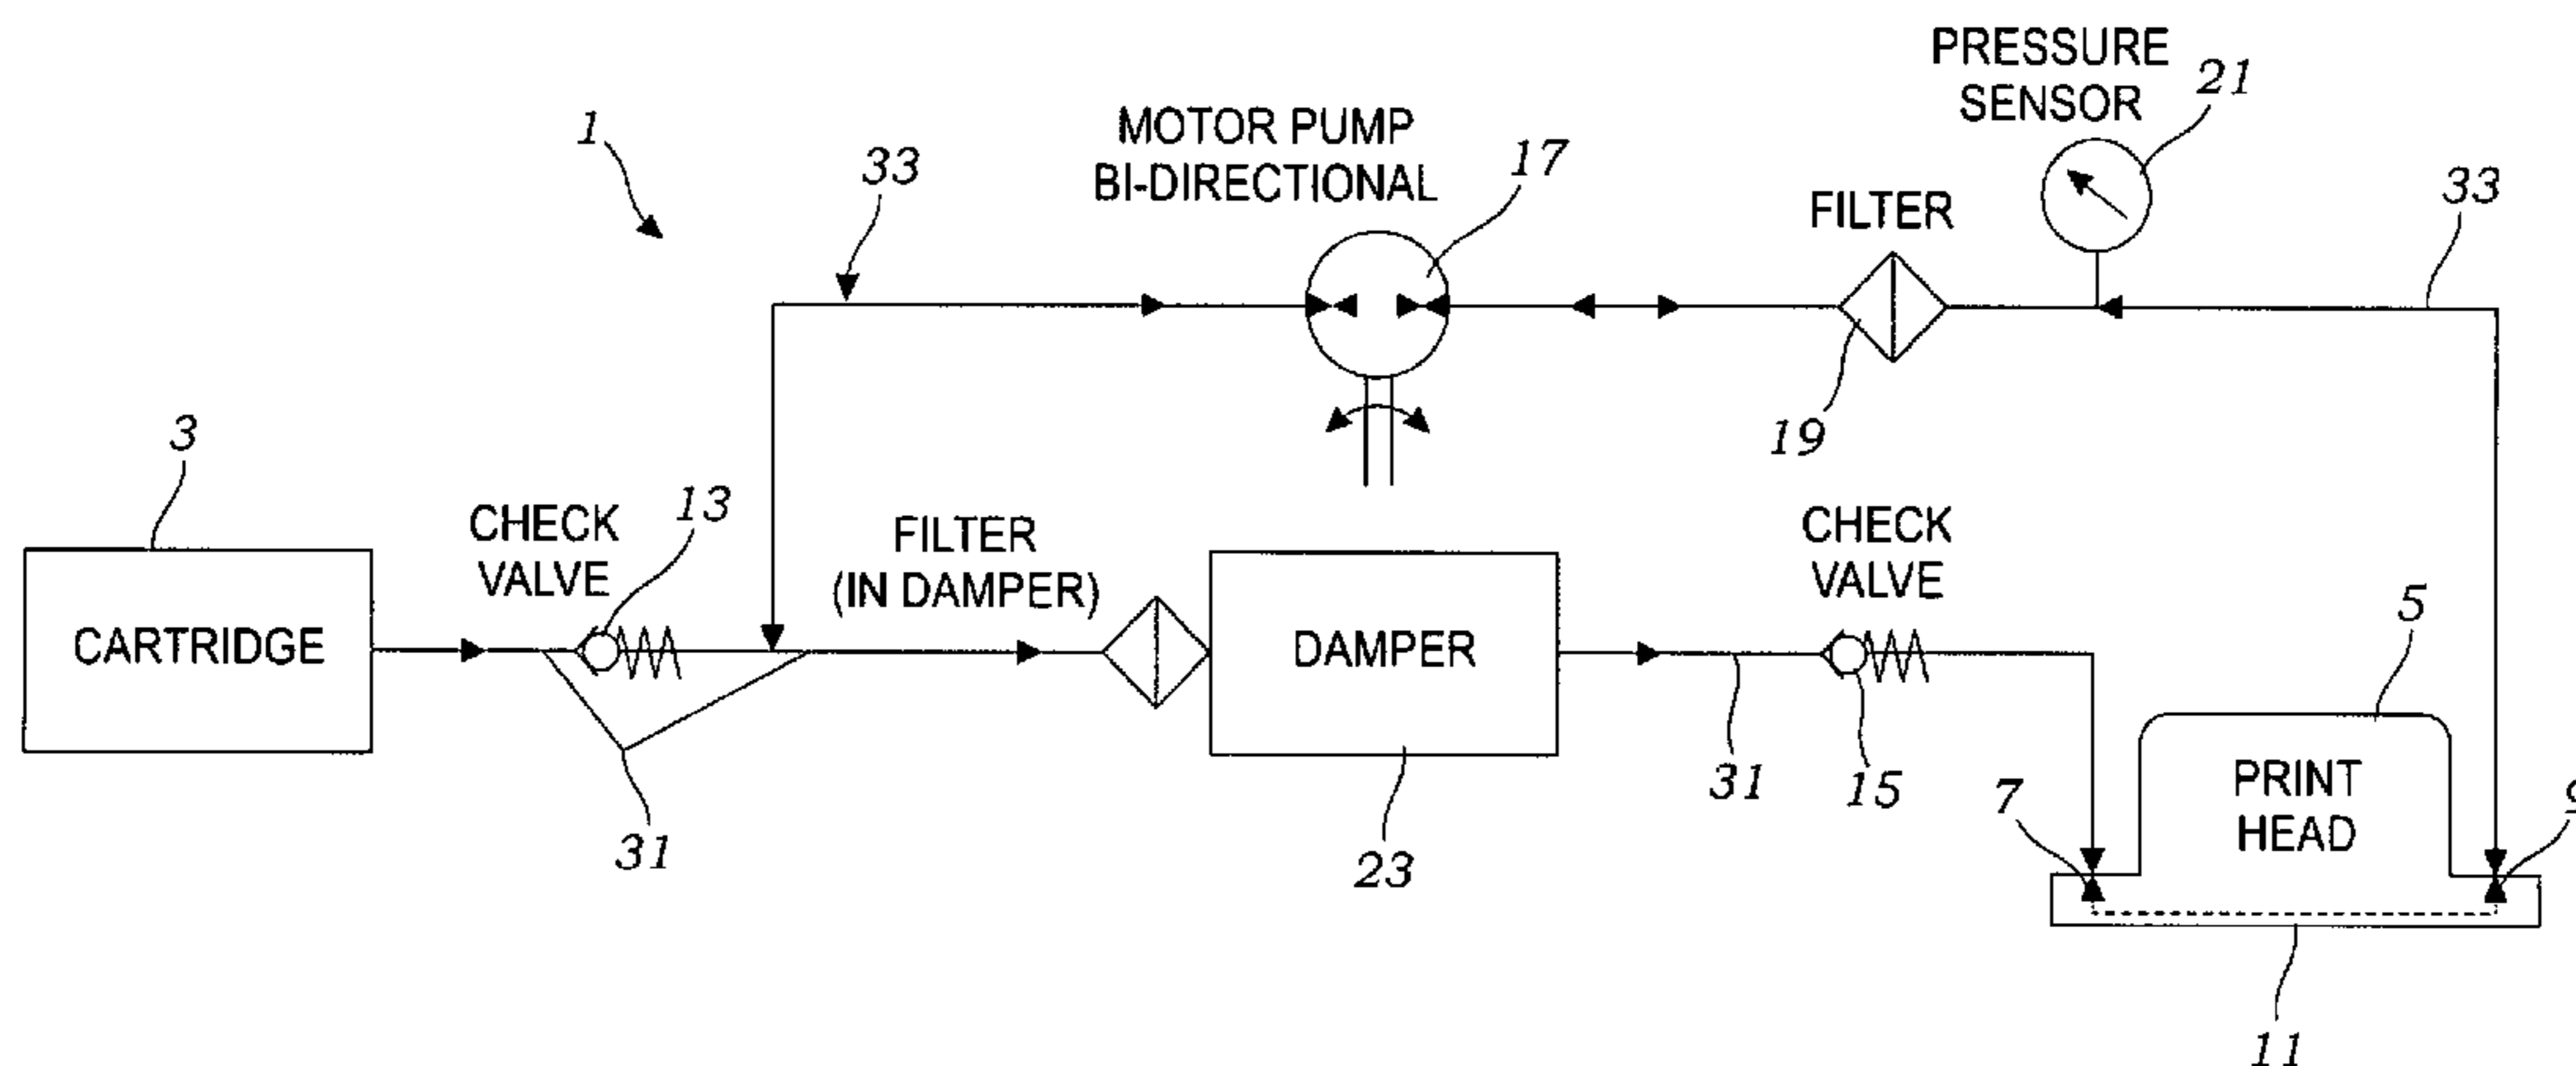 PRESSURE
SENSOR
21
1
33
MOTOR PUMP
BI-DIRECTIONAL
17
FILTER
33
3
19
CHECK
VALVE
13
FILTER
(IN DAMPER)
CHECK
VALVE
5
CARTRIDGE
DAMPER
31
15
7
PRINT
HEAD
9
31
23
11